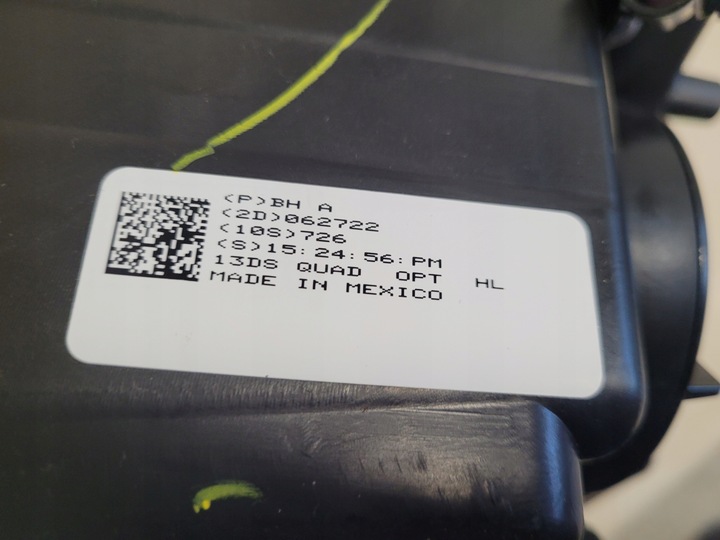 (P)BH A
(2D)062722
(10S)726
(S)15:24:56:PM
13DS QUAD OPT HL
MADE IN MEXICO